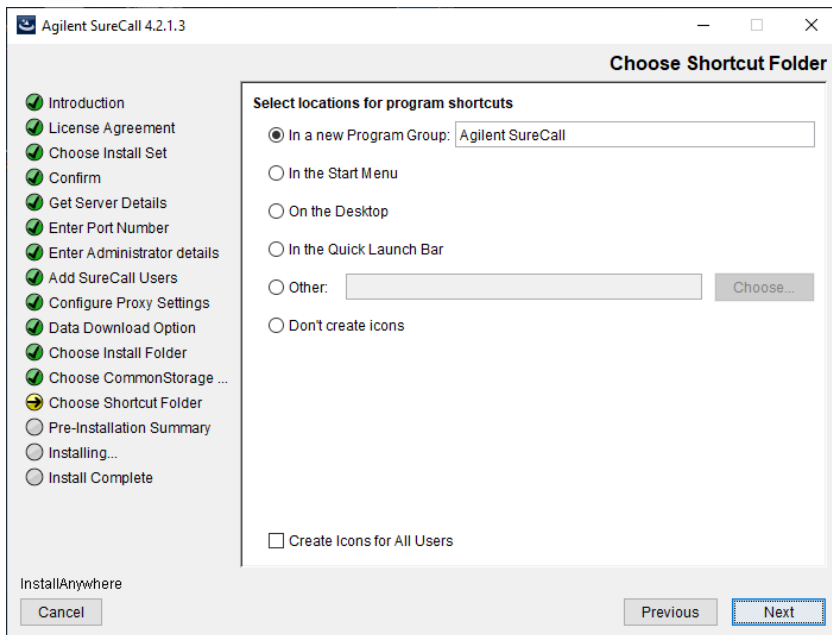 Agilent SureCall 4.2.1.3
Choose Shortcut Folder
Introduction
License Agreement
Choose Install Set
Confirm
Get Server Details
Enter Port Number
Enter Administrator details
Add SureCall Users
Configure Proxy Settings
Data Download Option
Choose Install Folder
Choose CommonStorage ...
Choose Shortcut Folder
Pre-Installation Summary
Installing...
Install Complete
Select locations for program shortcuts
In a new Program Group: Agilent SureCall
In the Start Menu
On the Desktop
In the Quick Launch Bar
Other: Choose...
Don't create icons
Create Icons for All Users
InstallAnywhere
Cancel Previous Next